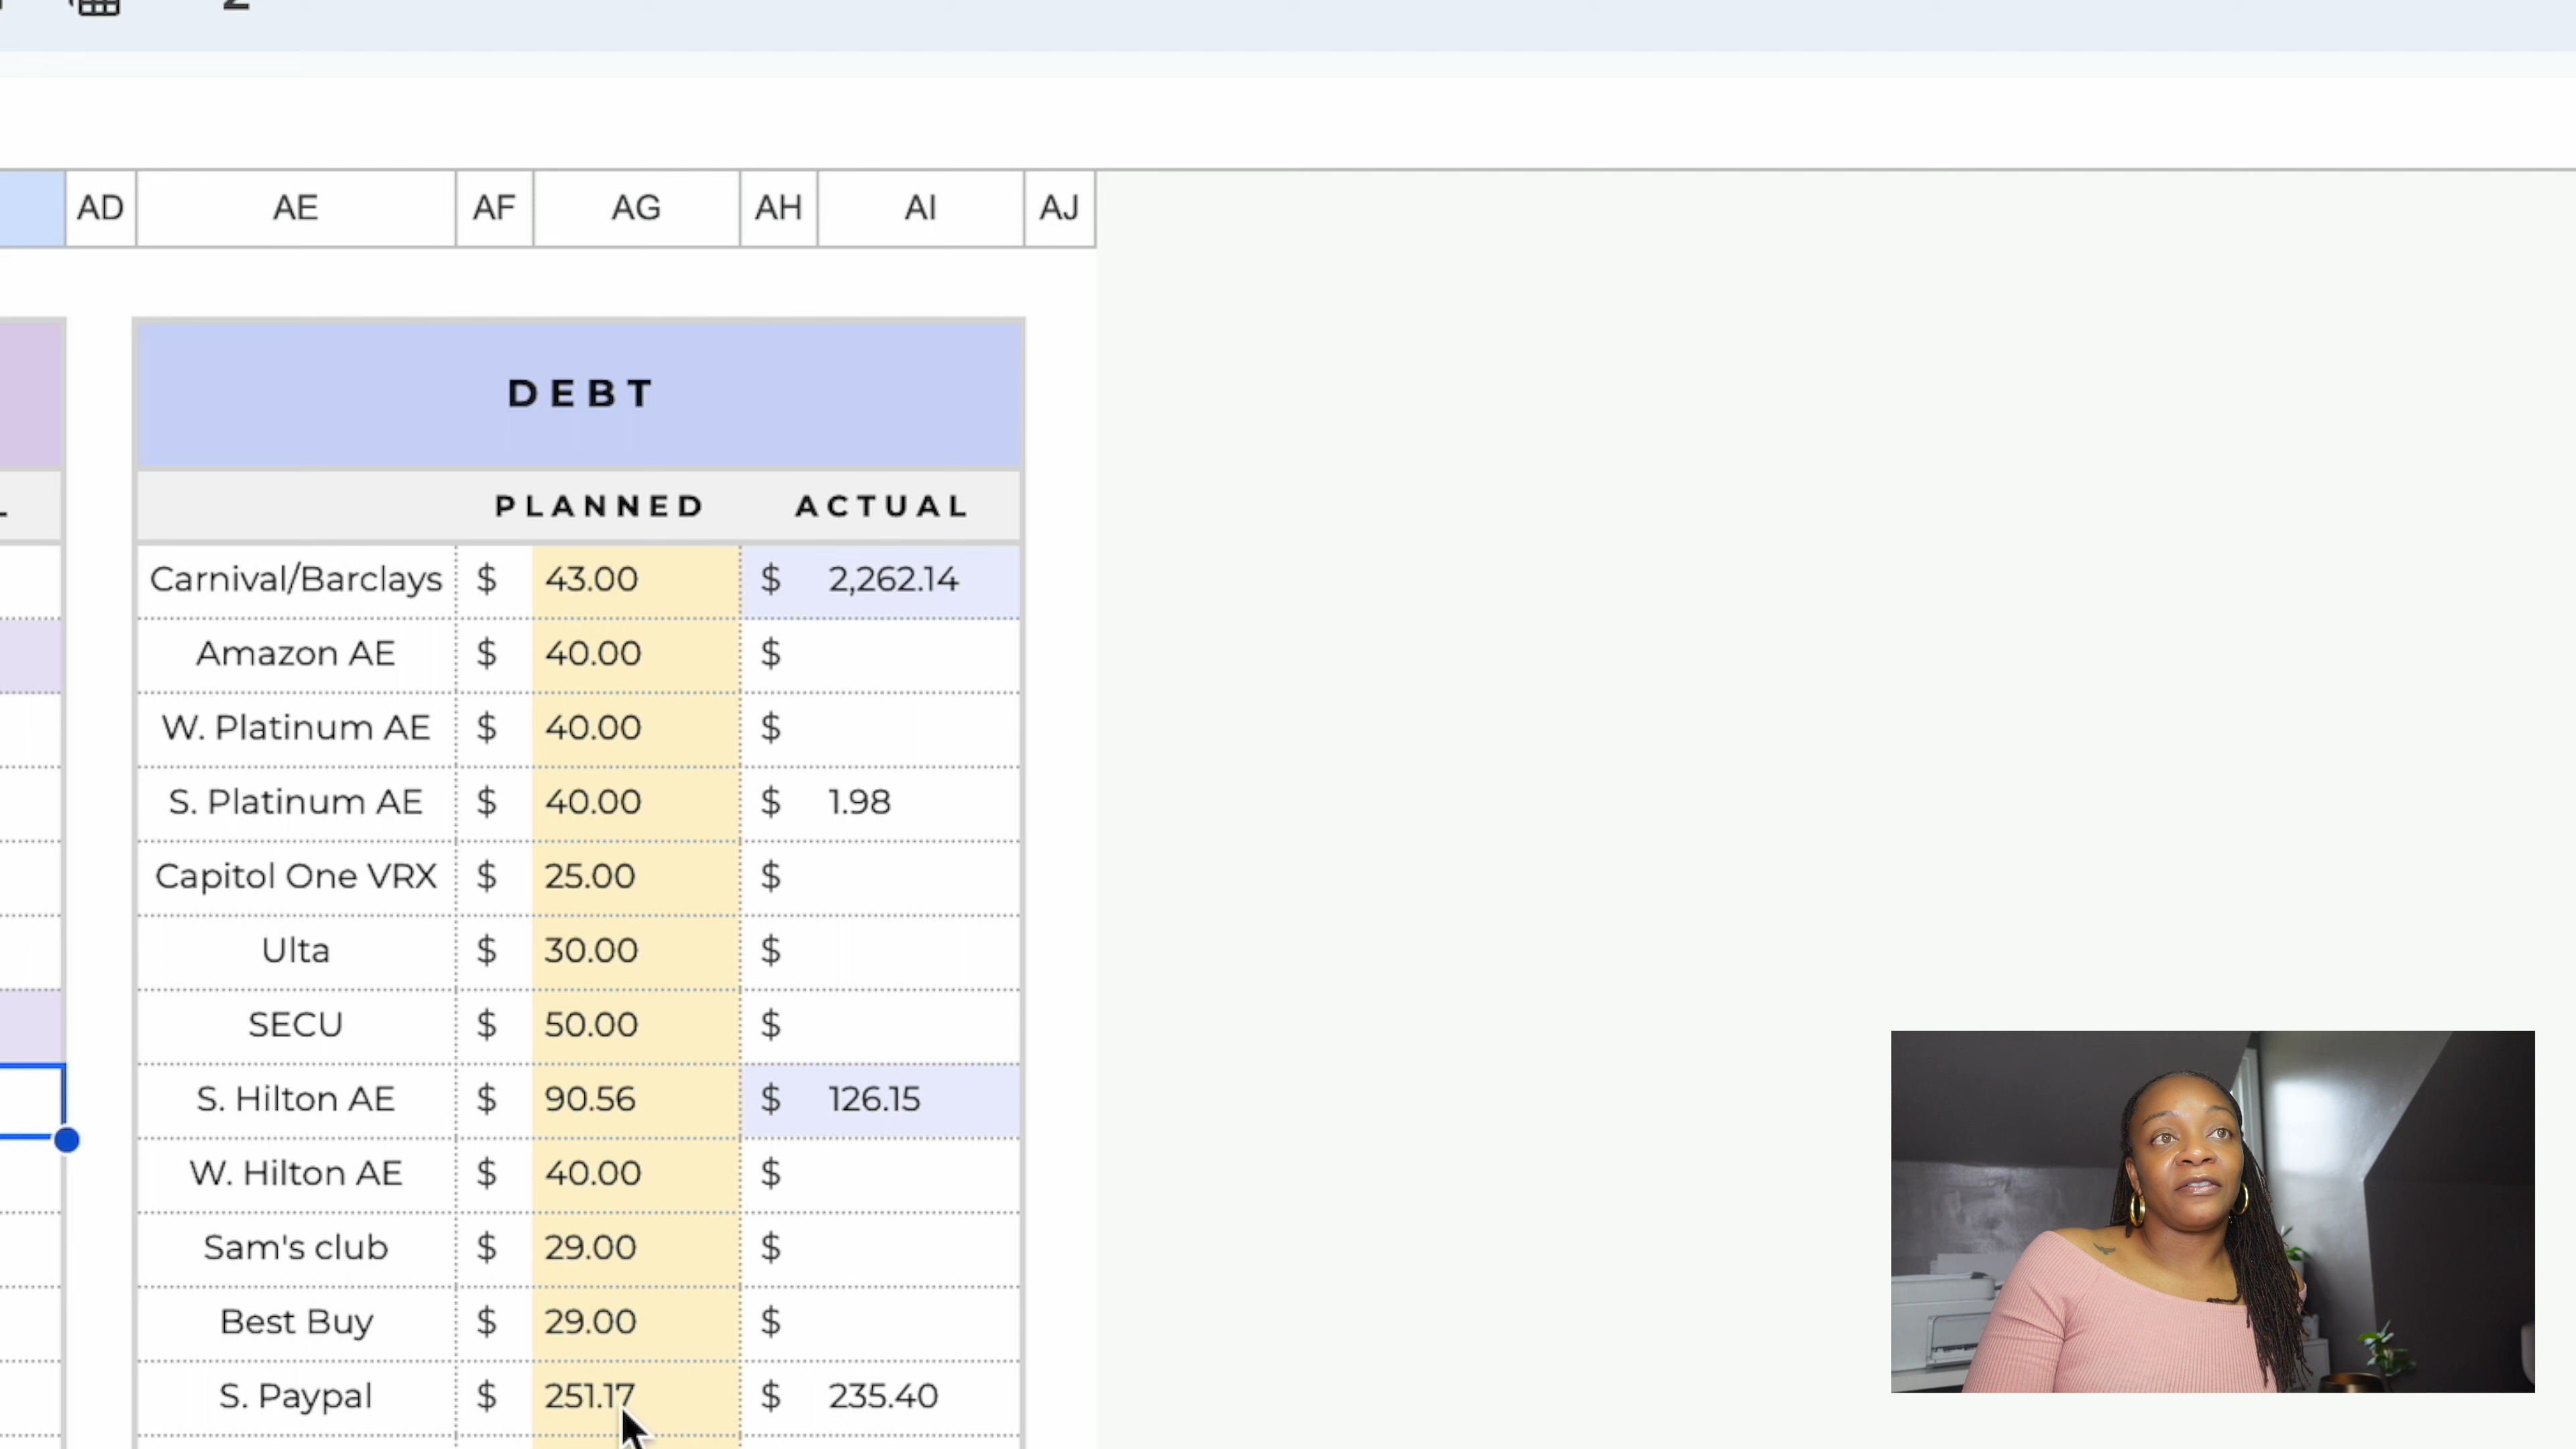 AD AE AF AG AH AI AJ
DEBT
PLANNED ACTUAL
Carnival/Barclays $ 43.00 $ 2,262.14
Amazon AE $ 40.00 $
W. Platinum AE $ 40.00 $
S. Platinum AE $ 40.00 $ 1.98
Capitol One VRX $ 25.00 $
Ulta $ 30.00 $
SECU $ 50.00 $
S. Hilton AE $ 90.56 $ 126.15
W. Hilton AE $ 40.00 $
Sam's club $ 29.00 $
Best Buy $ 29.00 $
S. Paypal $ 251.17 $ 235.40